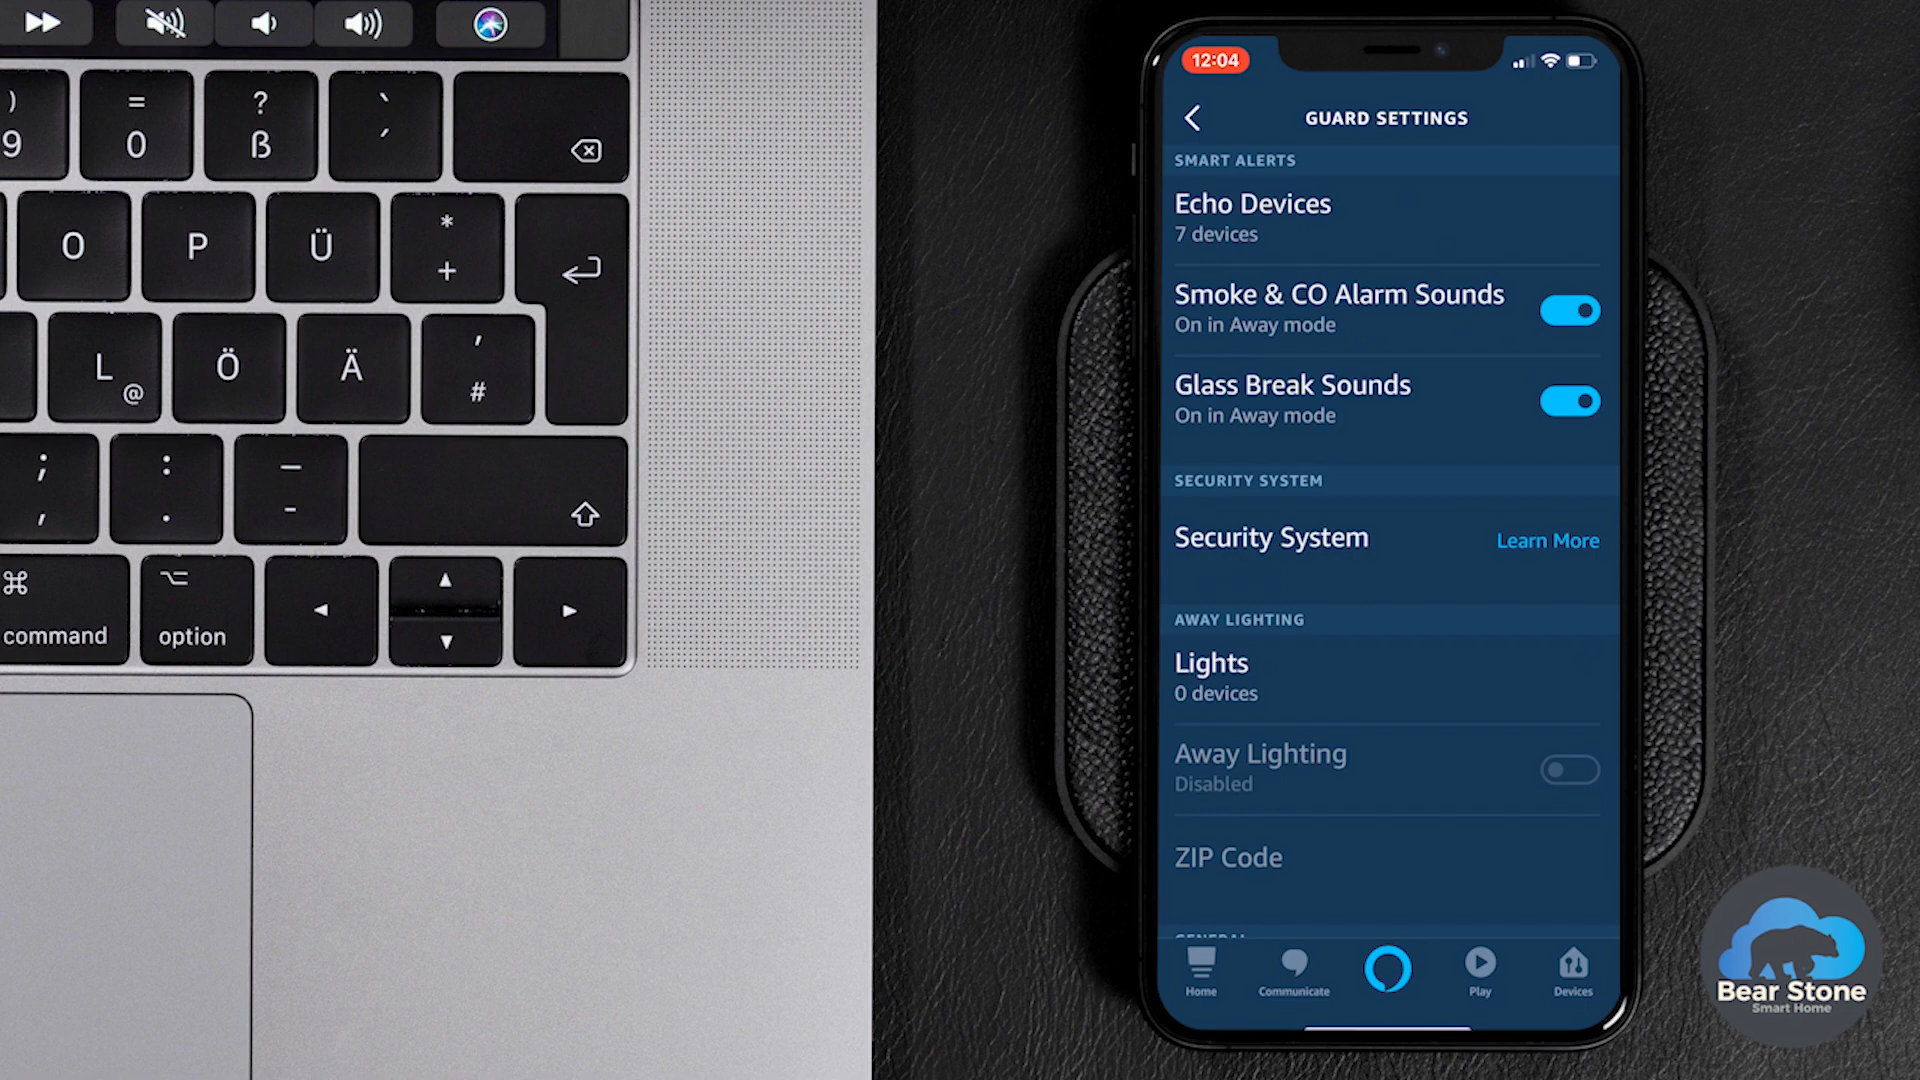 )
9
=
0
?
ß
`
´
O
P
Ü
*
+
L
@
Ö
Ä
'
#
;
,
:
.
_
-
⌘
command
⌥
option
12:04
GUARD SETTINGS
SMART ALERTS
Echo Devices
7 devices
Smoke & CO Alarm Sounds
On in Away mode
Glass Break Sounds
On in Away mode
SECURITY SYSTEM
Security System
Learn More
AWAY LIGHTING
Lights
0 devices
Away Lighting
Disabled
ZIP Code
GENERAL
Home
Communicate
Play
Devices
Bear Stone
Smart Home